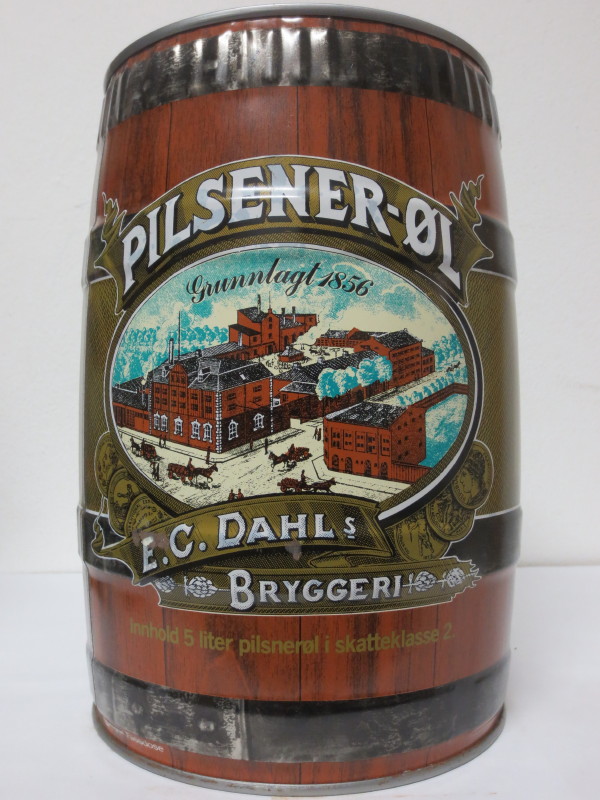 PILSENER-ØL
Grunnlagt 1856
E.C. DAHLS
BRYGGERI
Innhold 5 liter pilsnerøl i skatteklasse 2